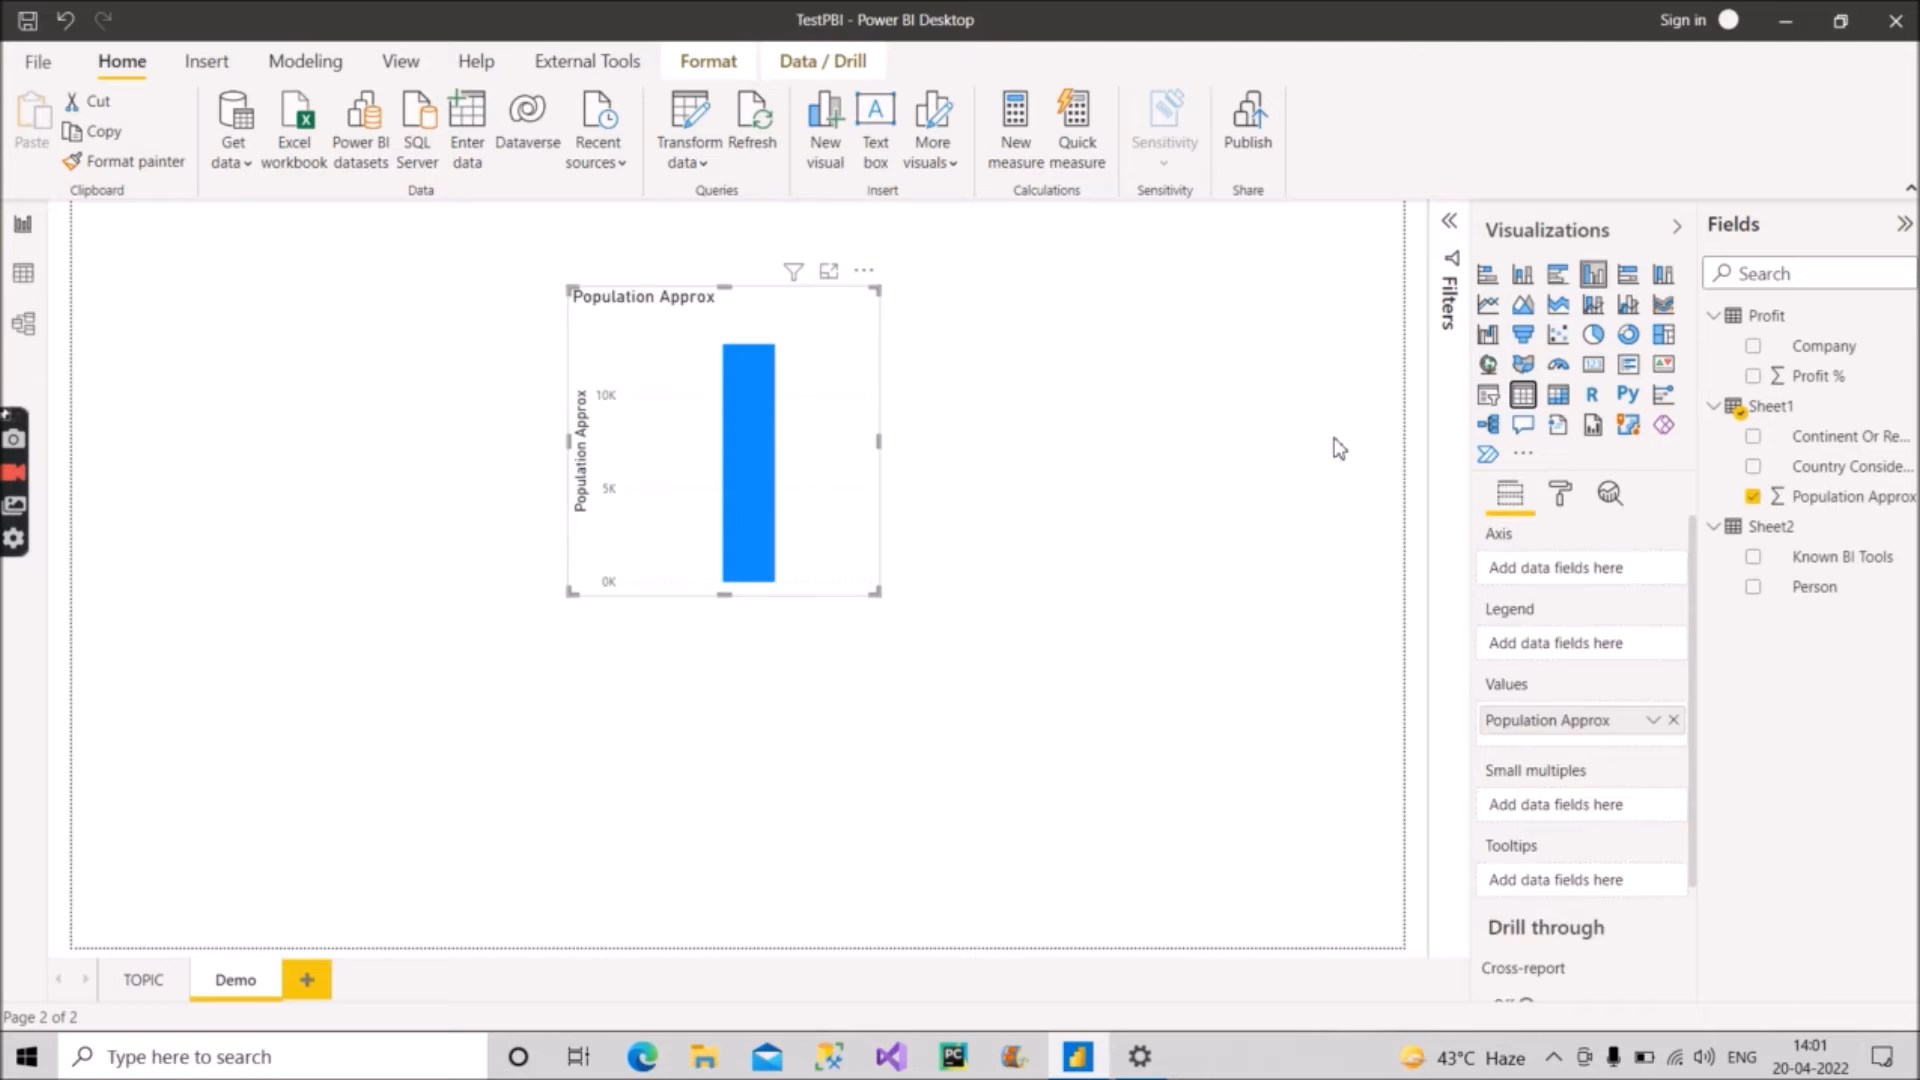 TestPBI - Power BI Desktop
Sign in
File Home Insert Modeling View Help External Tools Format Data / Drill
Paste
Cut
Copy
Format painter
Clipboard
Get data
Excel workbook
Power BI datasets
SQL Server
Enter data
Dataverse
Recent sources
Data
Transform data
Refresh
Queries
New visual
Text box
More visuals
Insert
New measure
Quick measure
Calculations
Sensitivity
Sensitivity
Publish
Share
Population Approx
Population Approx
10K
5K
0K
Filters
Visualizations
R
Py
Axis
Add data fields here
Legend
Add data fields here
Values
Population Approx
Small multiples
Add data fields here
Tooltips
Add data fields here
Drill through
Cross-report
Fields
Search
Profit
Company
Profit %
Sheet1
Continent Or Re...
Country Conside...
Population Approx
Sheet2
Known BI Tools
Person
TOPIC
Demo
Page 2 of 2
Type here to search
PC
43°C Haze
ENG
14:01
20-04-2022